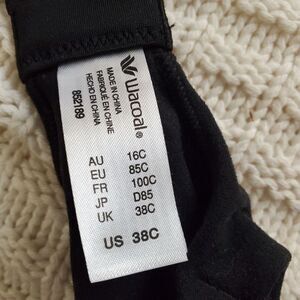 wacoal®
MADE IN CHINA
FABRIQUÉ EN CHINE
HECHO EN CHINA
852189
AU 16C
EU 85C
FR 100C
JP D85
UK 38C
US 38C